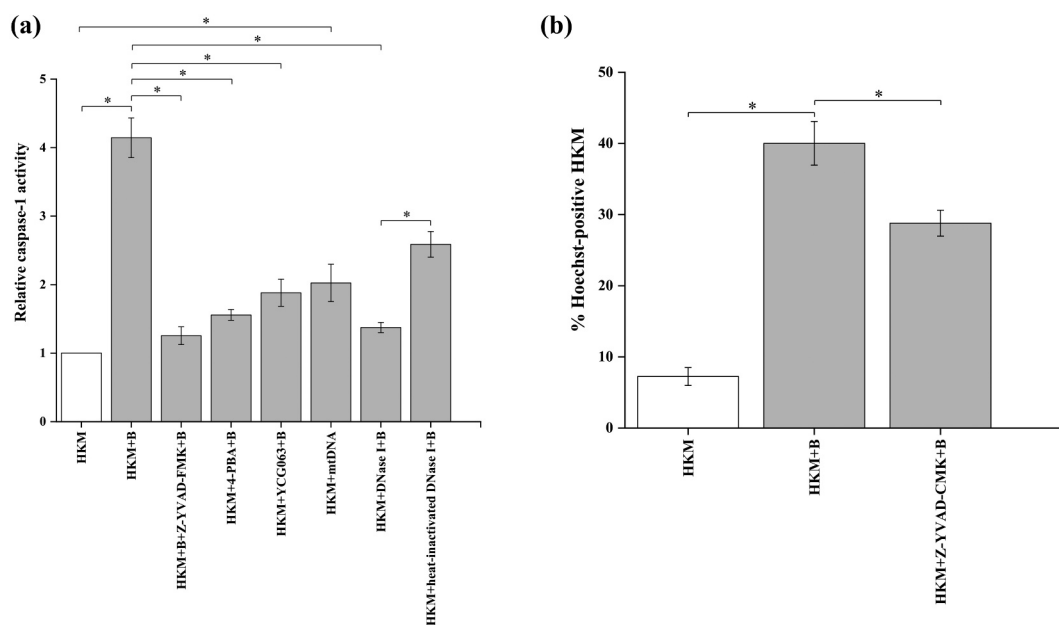 (a)
*
*
*
*
*
*
*
Relative caspase-1 activity
5
4
3
2
1
0
HKM
HKM+B
HKM+B+Z-YVAD-FMK+B
HKM+4-PBA+B
HKM+YCG063+B
HKM+mtDNA
HKM+DNase I+B
HKM+heat-inactivated DNase I+B
(b)
*
*
% Hoechst-positive HKM
50
40
30
20
10
0
HKM
HKM+B
HKM+Z-YVAD-CMK+B